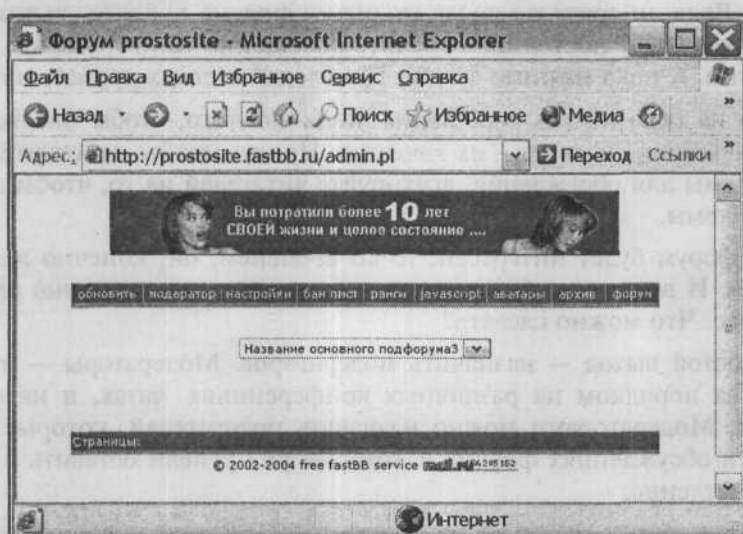 Форум prostosite - Microsoft Internet Explorer
Файл Правка Вид Избранное Сервис Справка
Назад Поиск Избранное Медиа »
Адрес: http://prostosite.fastbb.ru/admin.pl Переход Ссылки »
Вы потратили более 10 лет
СВОЕЙ жизни и целое состояние ....
обновить модератор настройки бан лист ранги javascript аватары архив форум
Название основного подфорума3
Страницы:
© 2002-2004 free fastBB service mail.ru
Интернет